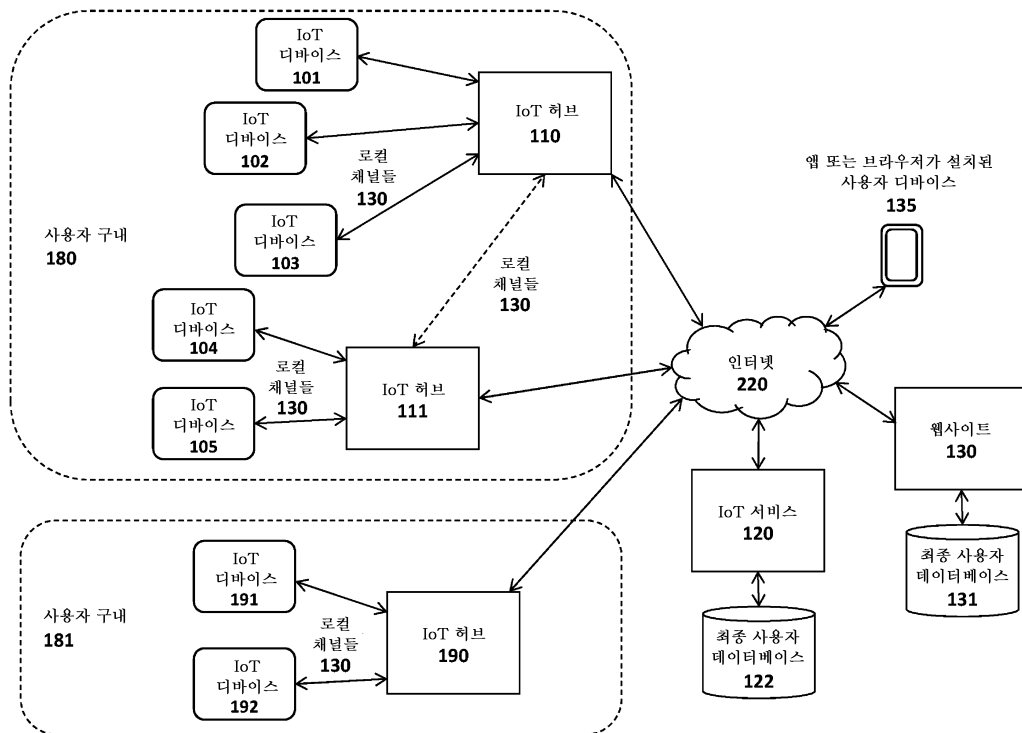 IoT
디바이스
101
IoT
디바이스
102
IoT
디바이스
103
로컬
채널들
130
IoT 허브
110
사용자 구내
180
로컬
채널들
130
IoT
디바이스
104
IoT
디바이스
105
로컬
채널들
130
IoT 허브
111
앱 또는 브라우저가 설치된
사용자 디바이스
135
인터넷
220
웹사이트
130
최종 사용자
데이터베이스
131
IoT 서비스
120
최종 사용자
데이터베이스
122
사용자 구내
181
IoT
디바이스
191
IoT
디바이스
192
로컬
채널들
130
IoT 허브
190